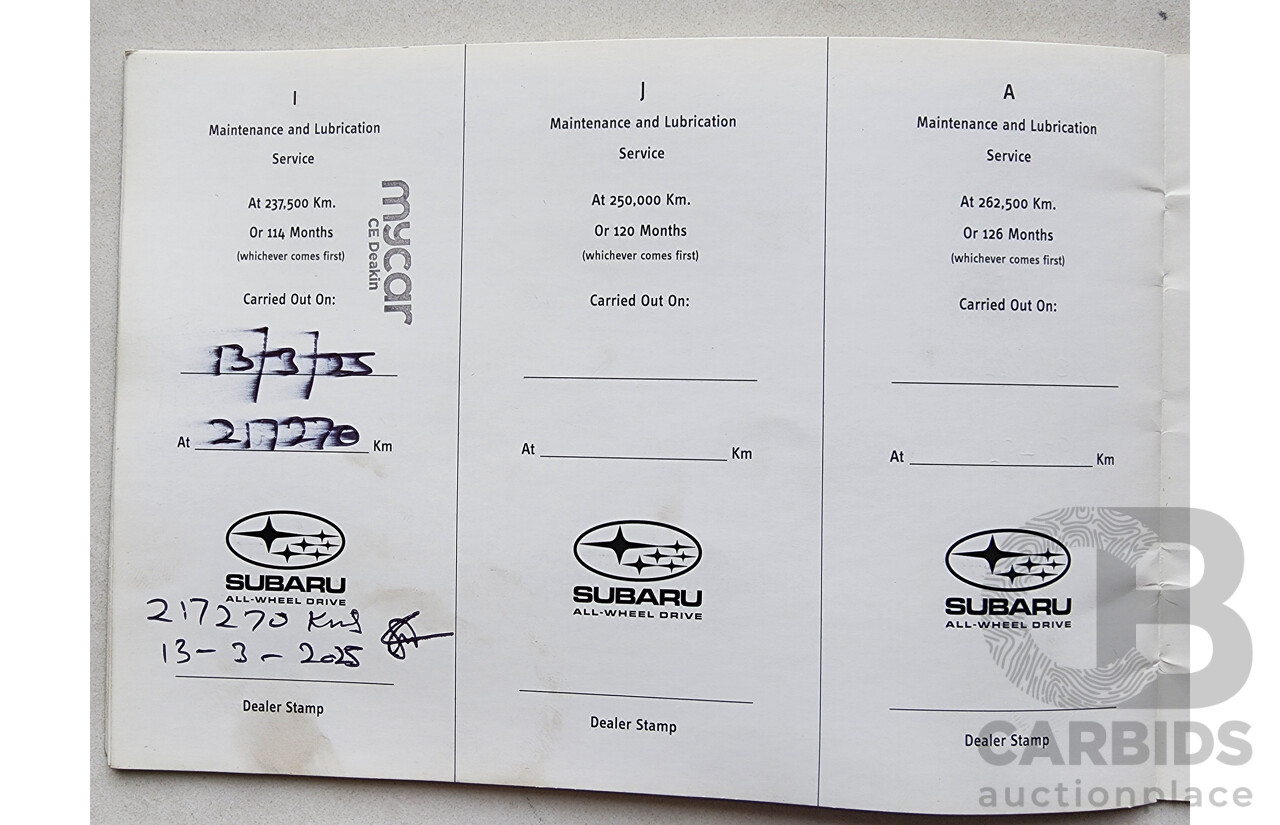 I
Maintenance and Lubrication
Service
At 237,500 Km.
Or 114 Months
(whichever comes first)
Carried Out On:
mycar
CE Deakin
13/3/25
At 217270 Km
SUBARU
ALL-WHEEL DRIVE
217270 Kms
13-3-2025
Dealer Stamp
J
Maintenance and Lubrication
Service
At 250,000 Km.
Or 120 Months
(whichever comes first)
Carried Out On:
At Km
SUBARU
ALL-WHEEL DRIVE
Dealer Stamp
A
Maintenance and Lubrication
Service
At 262,500 Km.
Or 126 Months
(whichever comes first)
Carried Out On:
At Km
SUBARU
ALL-WHEEL DRIVE
Dealer Stamp
CB
CARBIDS
auctionplace